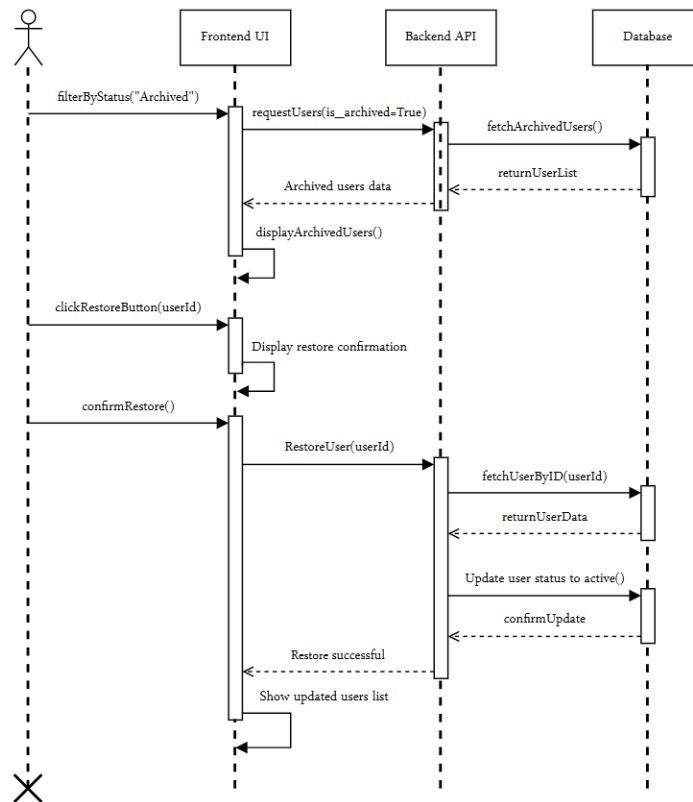 Frontend UI
Backend API
Database
filterByStatus("Archived")
requestUsers(is_archived=True)
fetchArchivedUsers()
returnUserList
Archived users data
displayArchivedUsers()
clickRestoreButton(userId)
Display restore confirmation
confirmRestore()
RestoreUser(userId)
fetchUserByID(userId)
returnUserData
Update user status to active()
confirmUpdate
Restore successful
Show updated users list